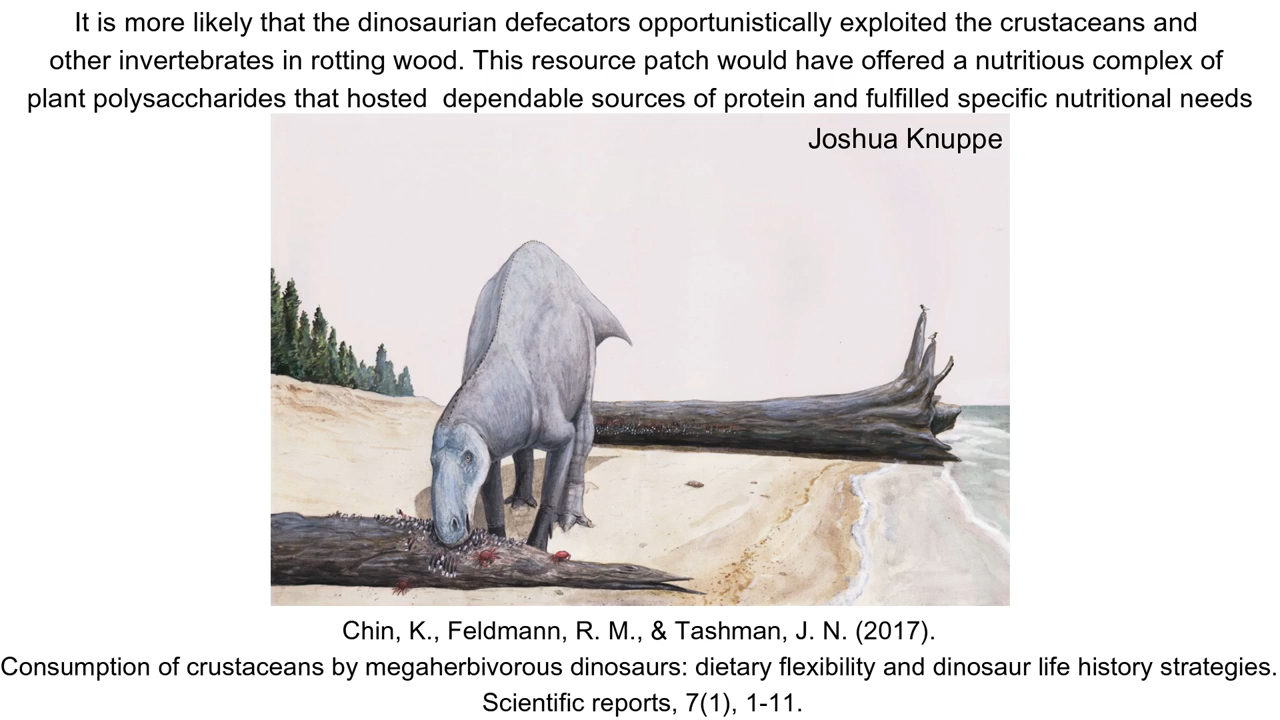 It is more likely that the dinosaurian defecators opportunistically exploited the crustaceans and
other invertebrates in rotting wood. This resource patch would have offered a nutritious complex of
plant polysaccharides that hosted  dependable sources of protein and fulfilled specific nutritional needs
Joshua Knuppe
Chin, K., Feldmann, R. M., & Tashman, J. N. (2017).
Consumption of crustaceans by megaherbivorous dinosaurs: dietary flexibility and dinosaur life history strategies.
Scientific reports, 7(1), 1-11.